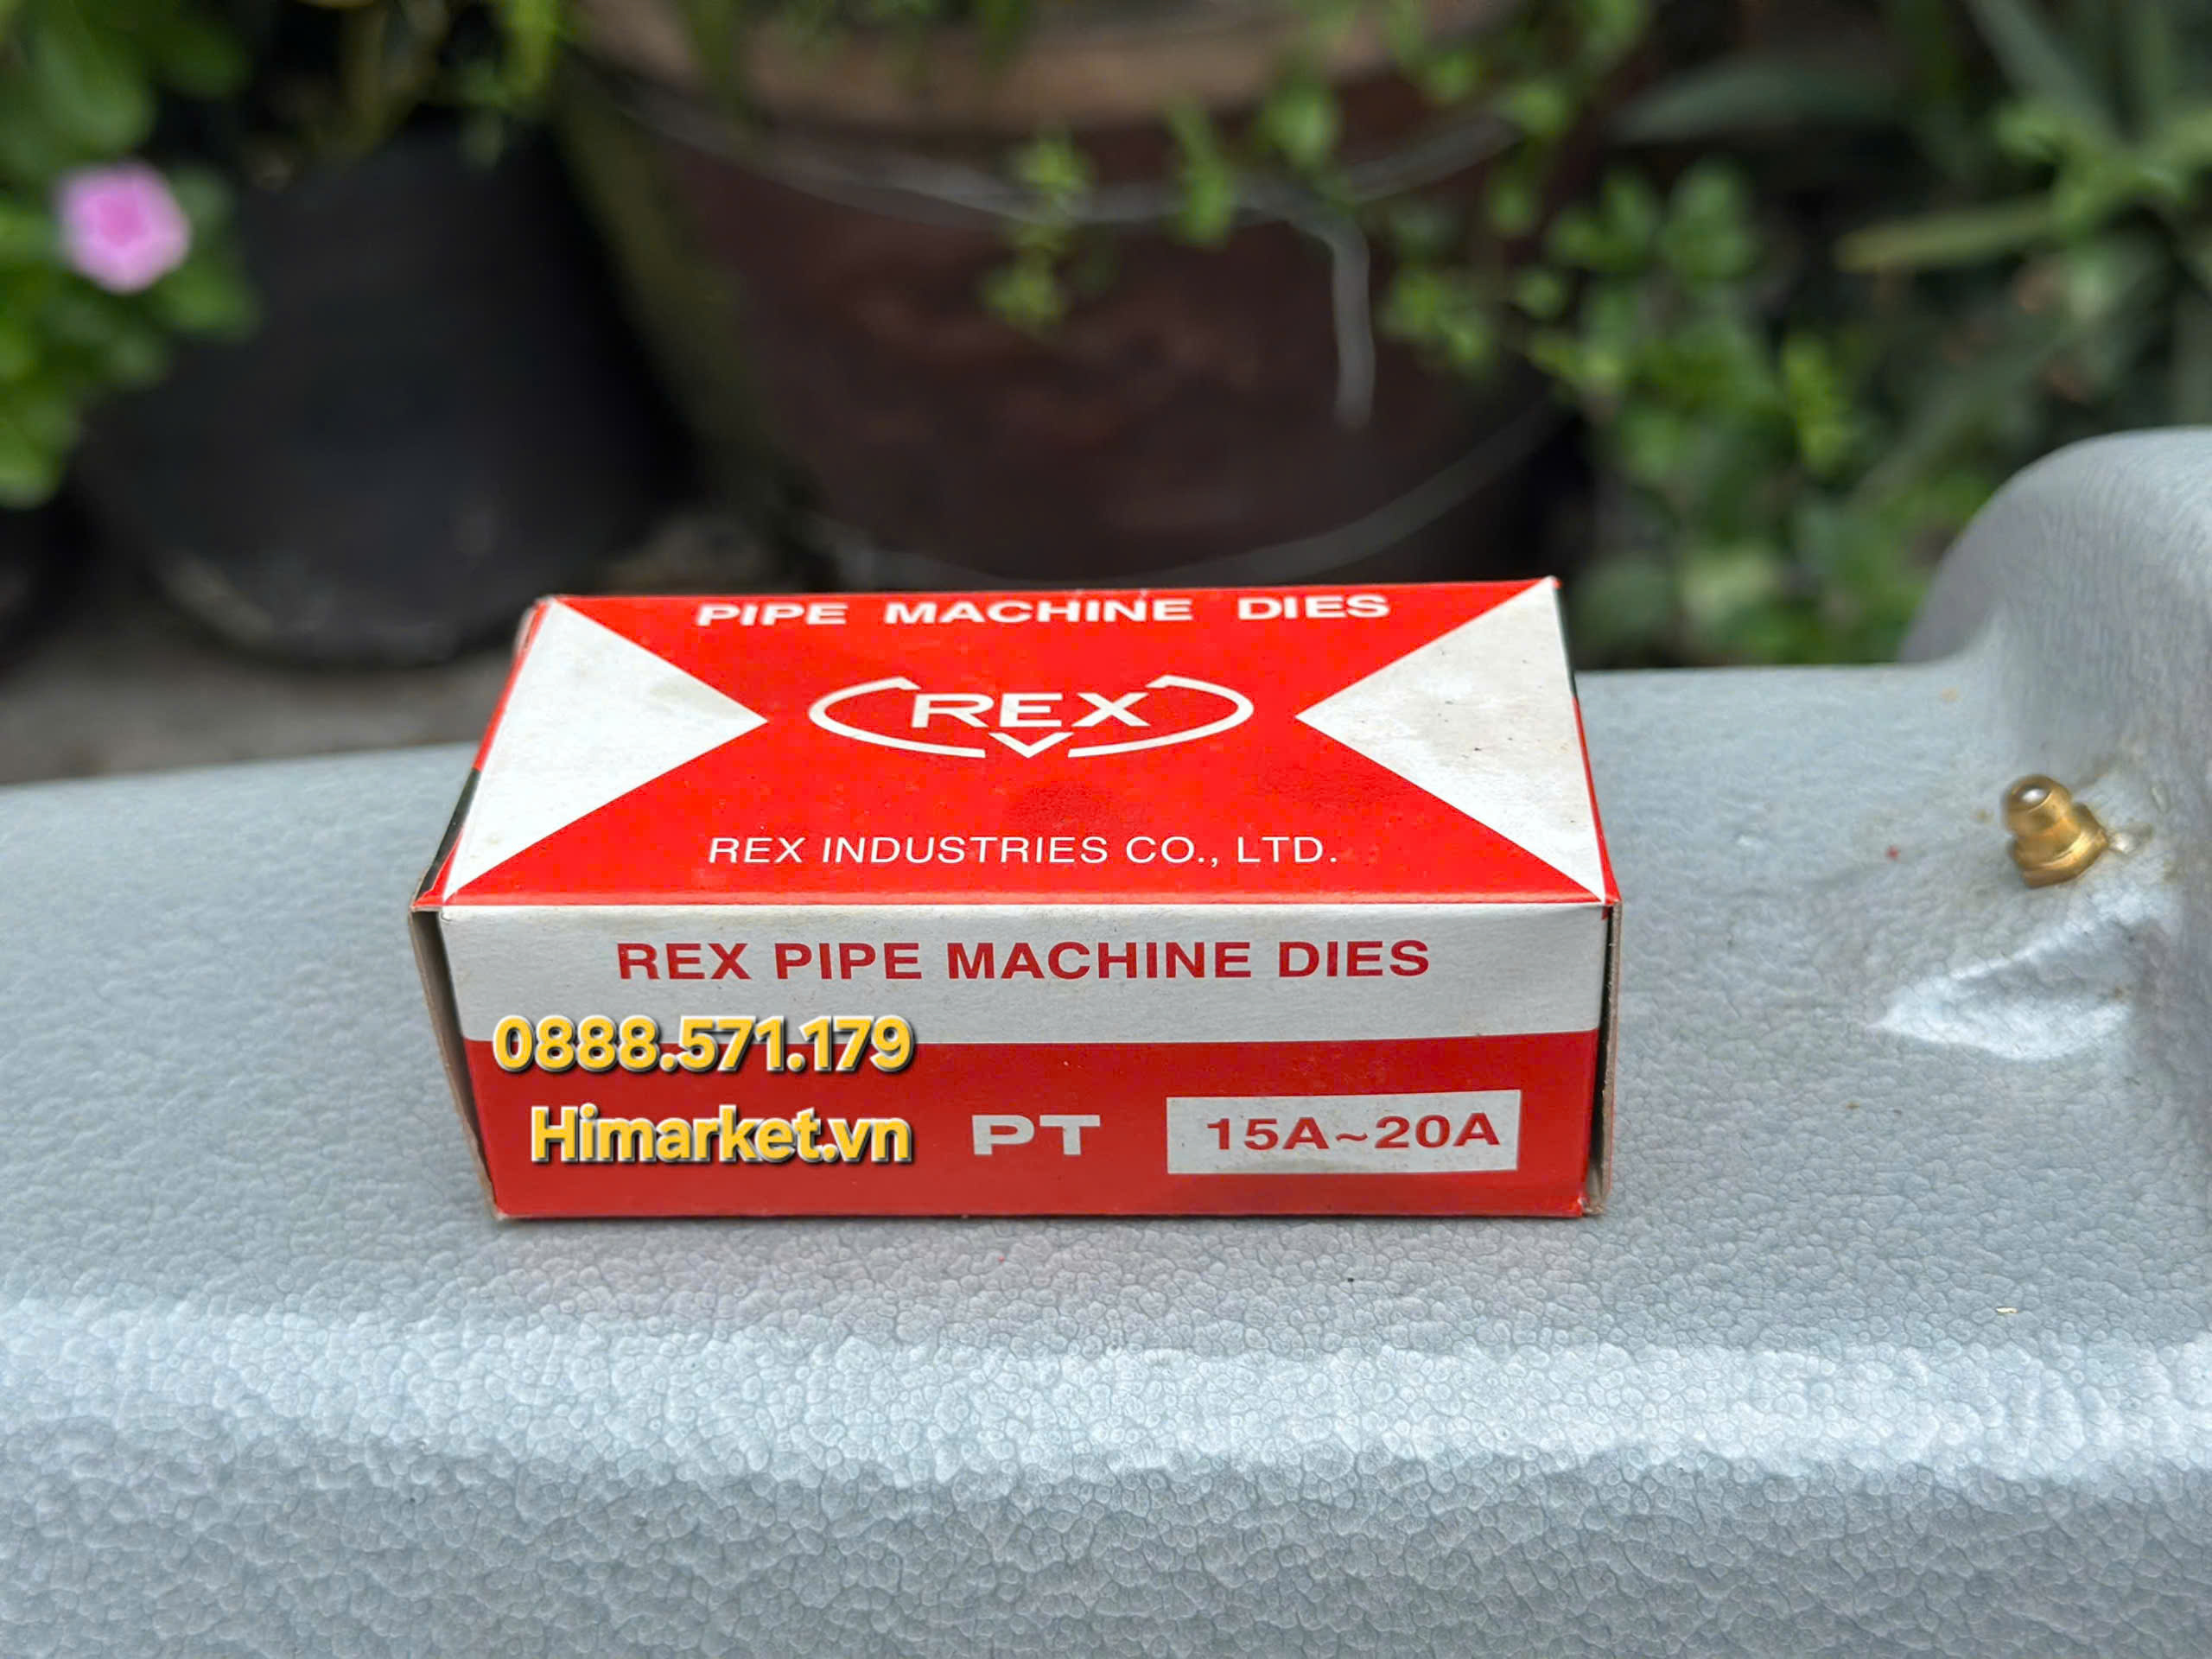 PIPE MACHINE DIES
REX
REX INDUSTRIES CO., LTD.
REX PIPE MACHINE DIES
0888.571.179
Himarket.vn
PT 15A~20A